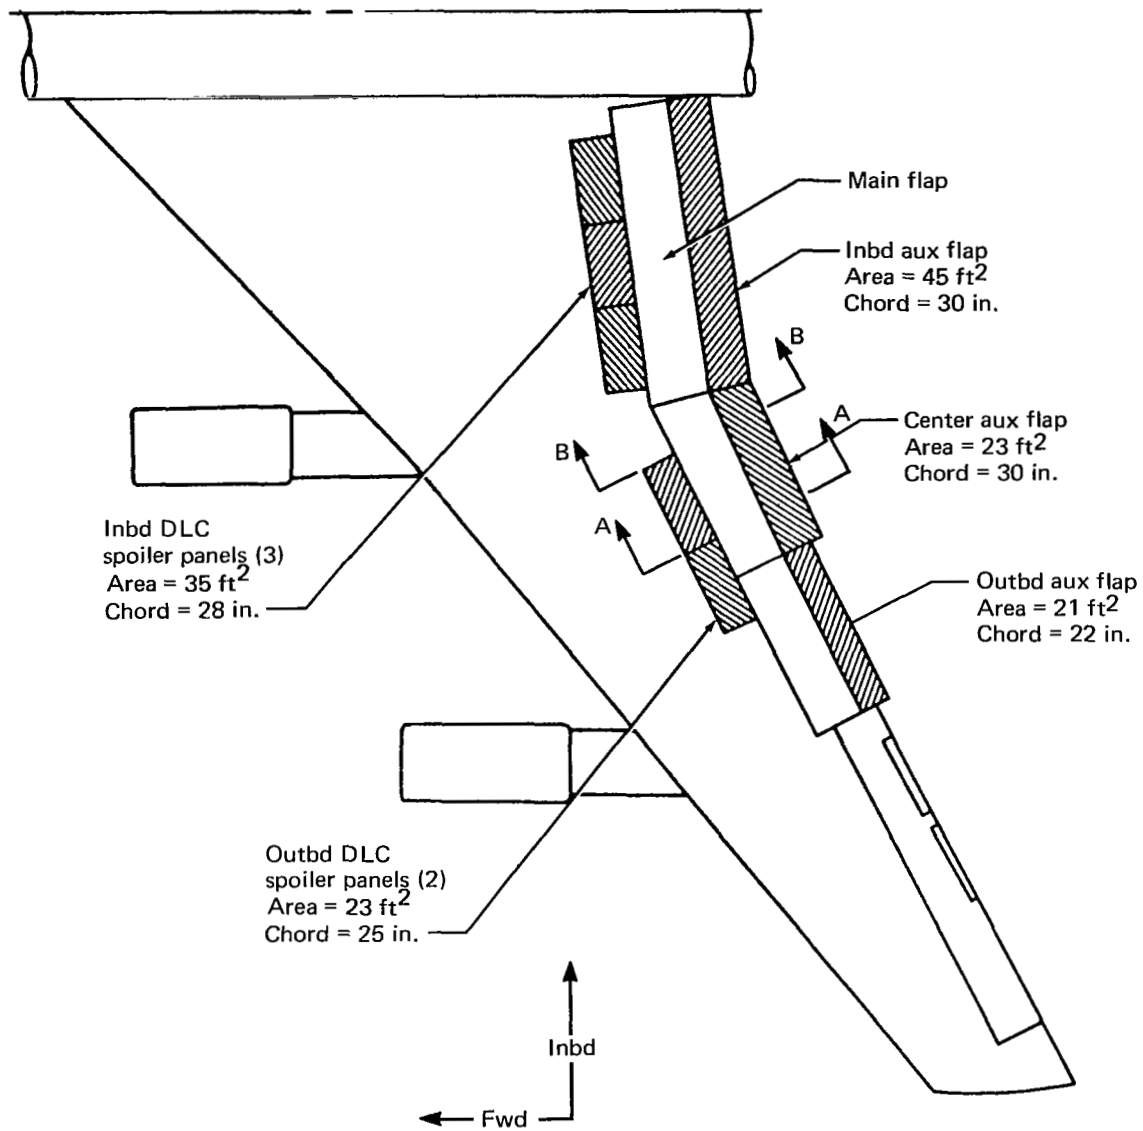 Main flap
Inbd aux flap
Area = 45 ft²
Chord = 30 in.
B
A
Center aux flap
Area = 23 ft²
Chord = 30 in.
B
A
Inbd DLC
spoiler panels (3)
Area = 35 ft²
Chord = 28 in.
Outbd aux flap
Area = 21 ft²
Chord = 22 in.
Outbd DLC
spoiler panels (2)
Area = 23 ft²
Chord = 25 in.
Inbd
Fwd